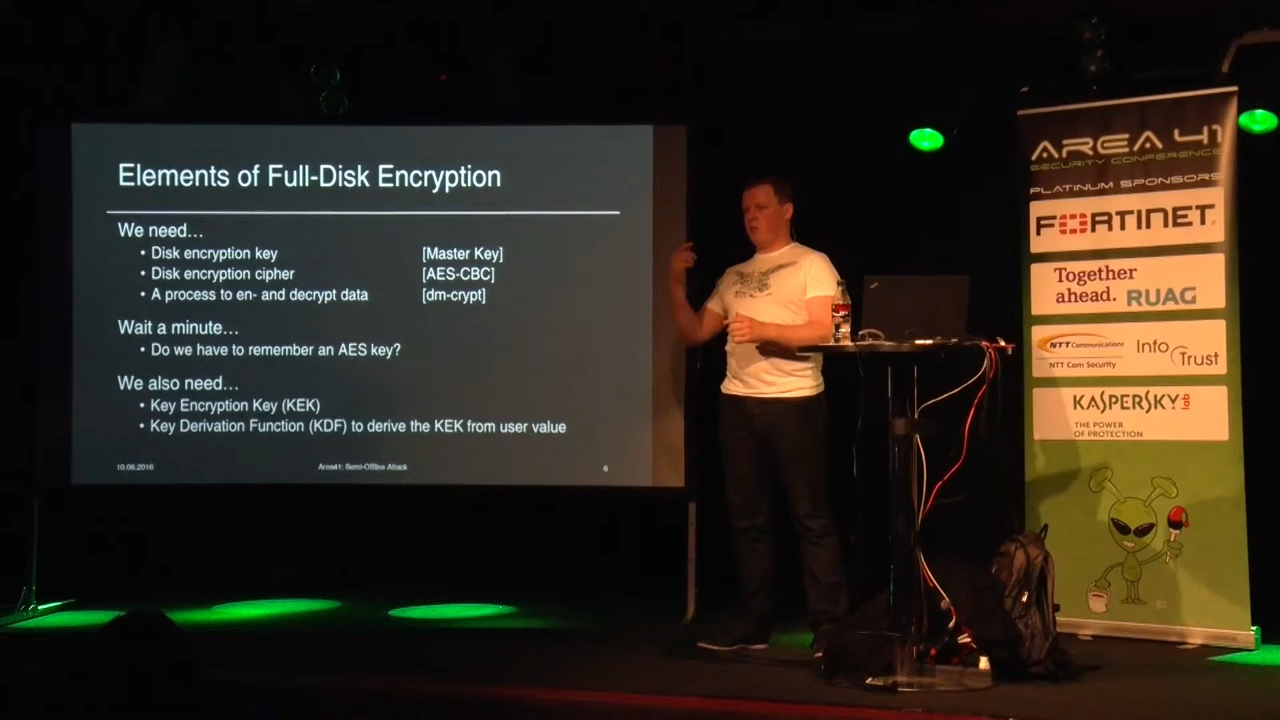 Elements of Full-Disk Encryption
We need…
• Disk encryption key [Master Key]
• Disk encryption cipher [AES-CBC]
• A process to en- and decrypt data [dm-crypt]
Wait a minute…
• Do we have to remember an AES key?
We also need…
• Key Encryption Key (KEK)
• Key Derivation Function (KDF) to derive the KEK from user value
10.06.2016 Area41: Semi-Offline Attack 6
AREA 41
SECURITY CONFERENCE
PLATINUM SPONSORS
FORTINET
Together
ahead. RUAG
NTT Communications
NTT Com Security
Info
Trust
KASPERSKY lab
THE POWER
OF PROTECTION